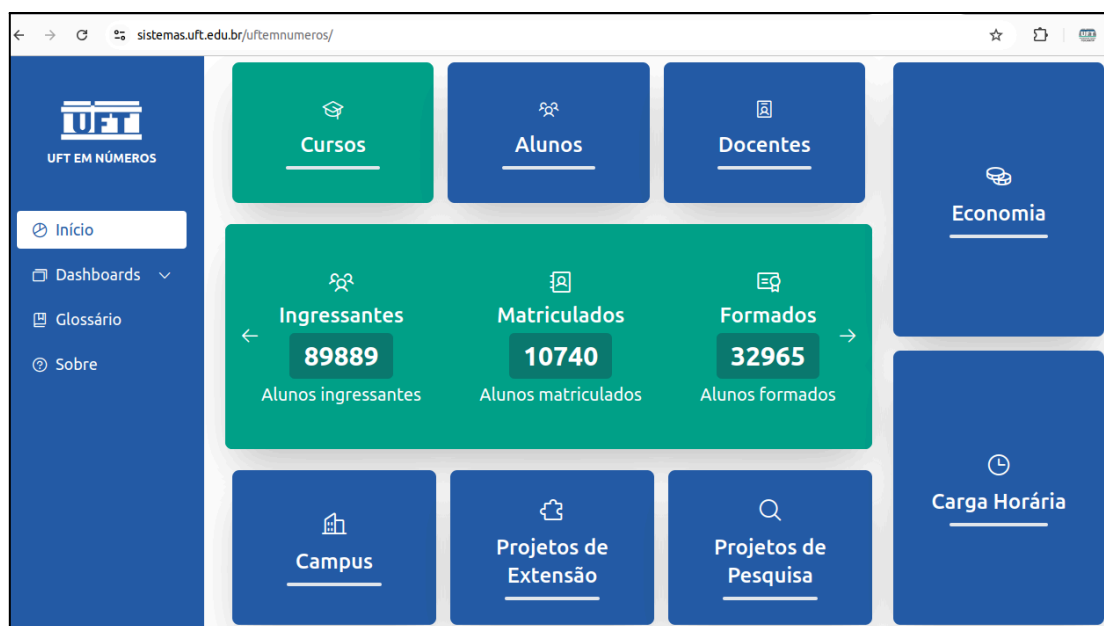 sistemas.uft.edu.br/uftemnumeros/
UFT
UFT EM NÚMEROS
Início
Dashboards
Glossário
Sobre
Cursos
Alunos
Docentes
Economia
Ingressantes
89889
Alunos ingressantes
Matriculados
10740
Alunos matriculados
Formados
32965
Alunos formados
Carga Horária
Campus
Projetos de
Extensão
Projetos de
Pesquisa